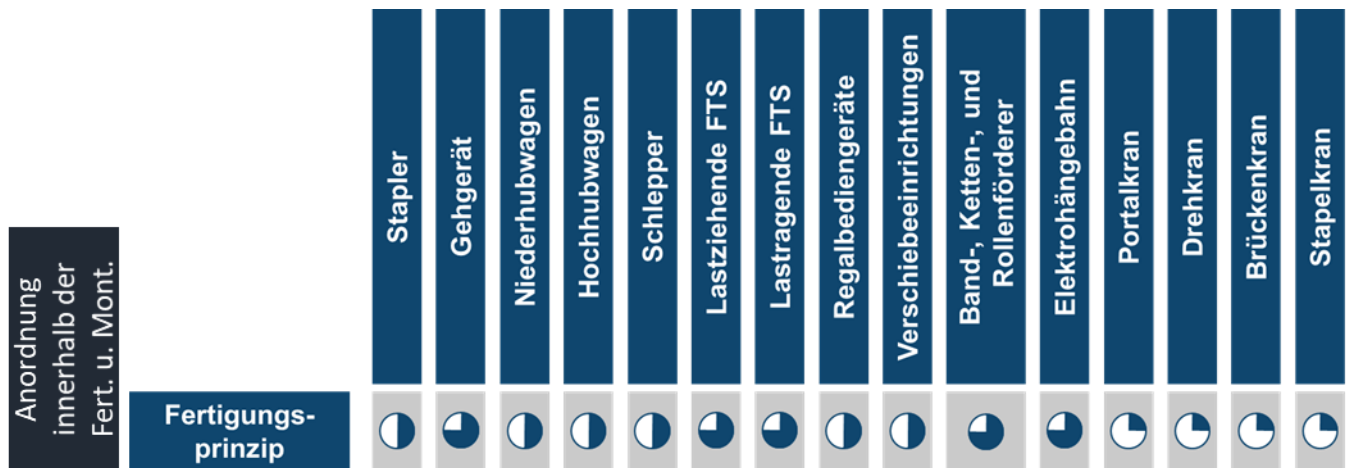 Anordnung
innerhalb der
Fert. u. Mont.
Stapler
Gehgerät
Niederhubwagen
Hochhubwagen
Schlepper
Lastziehende FTS
Lastragende FTS
Regalbediengeräte
Verschiebeeinrichtungen
Band-, Ketten-, und
Rollenförderer
Elektrohängebahn
Portalkran
Drehkran
Brückenkran
Stapelkran
Fertigungs-
prinzip